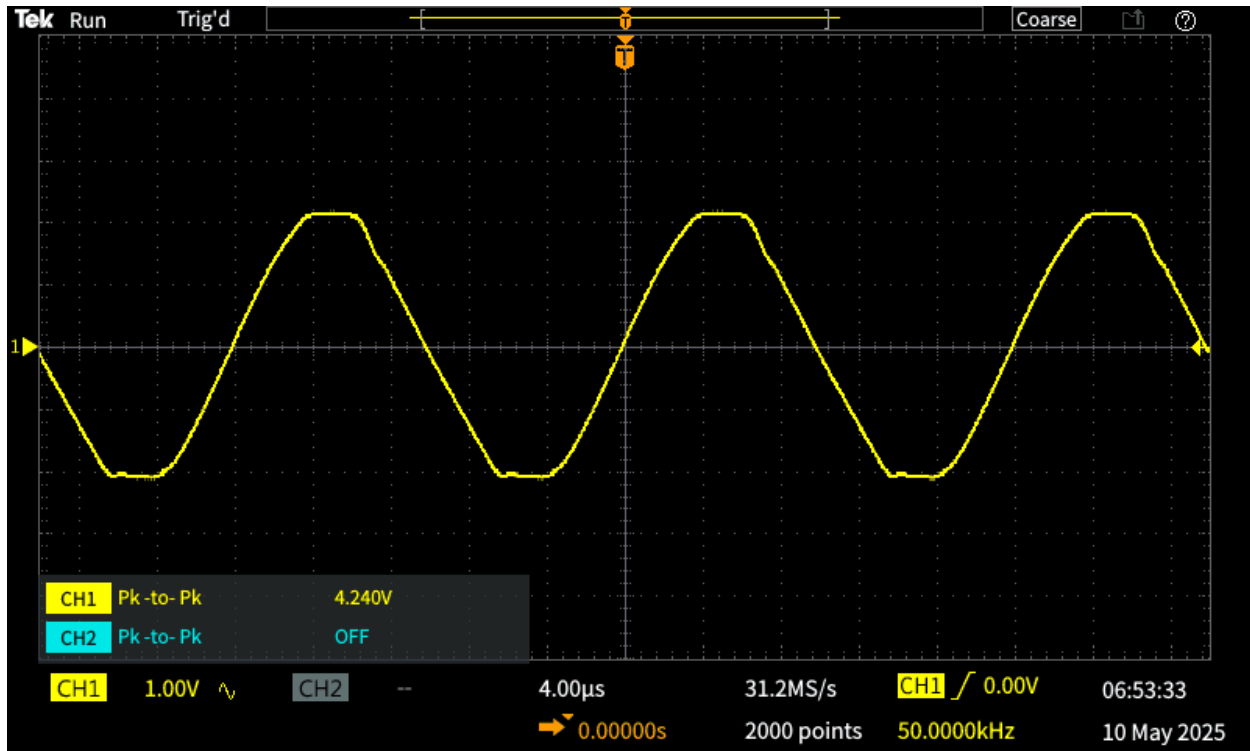 Tek Run Trig'd T Coarse
T
1
CH1 Pk -to- Pk 4.240V
CH2 Pk -to- Pk OFF
CH1 1.00V CH2 -- 4.00µs 31.2MS/s CH1 0.00V 06:53:33
0.00000s 2000 points 50.0000kHz 10 May 2025